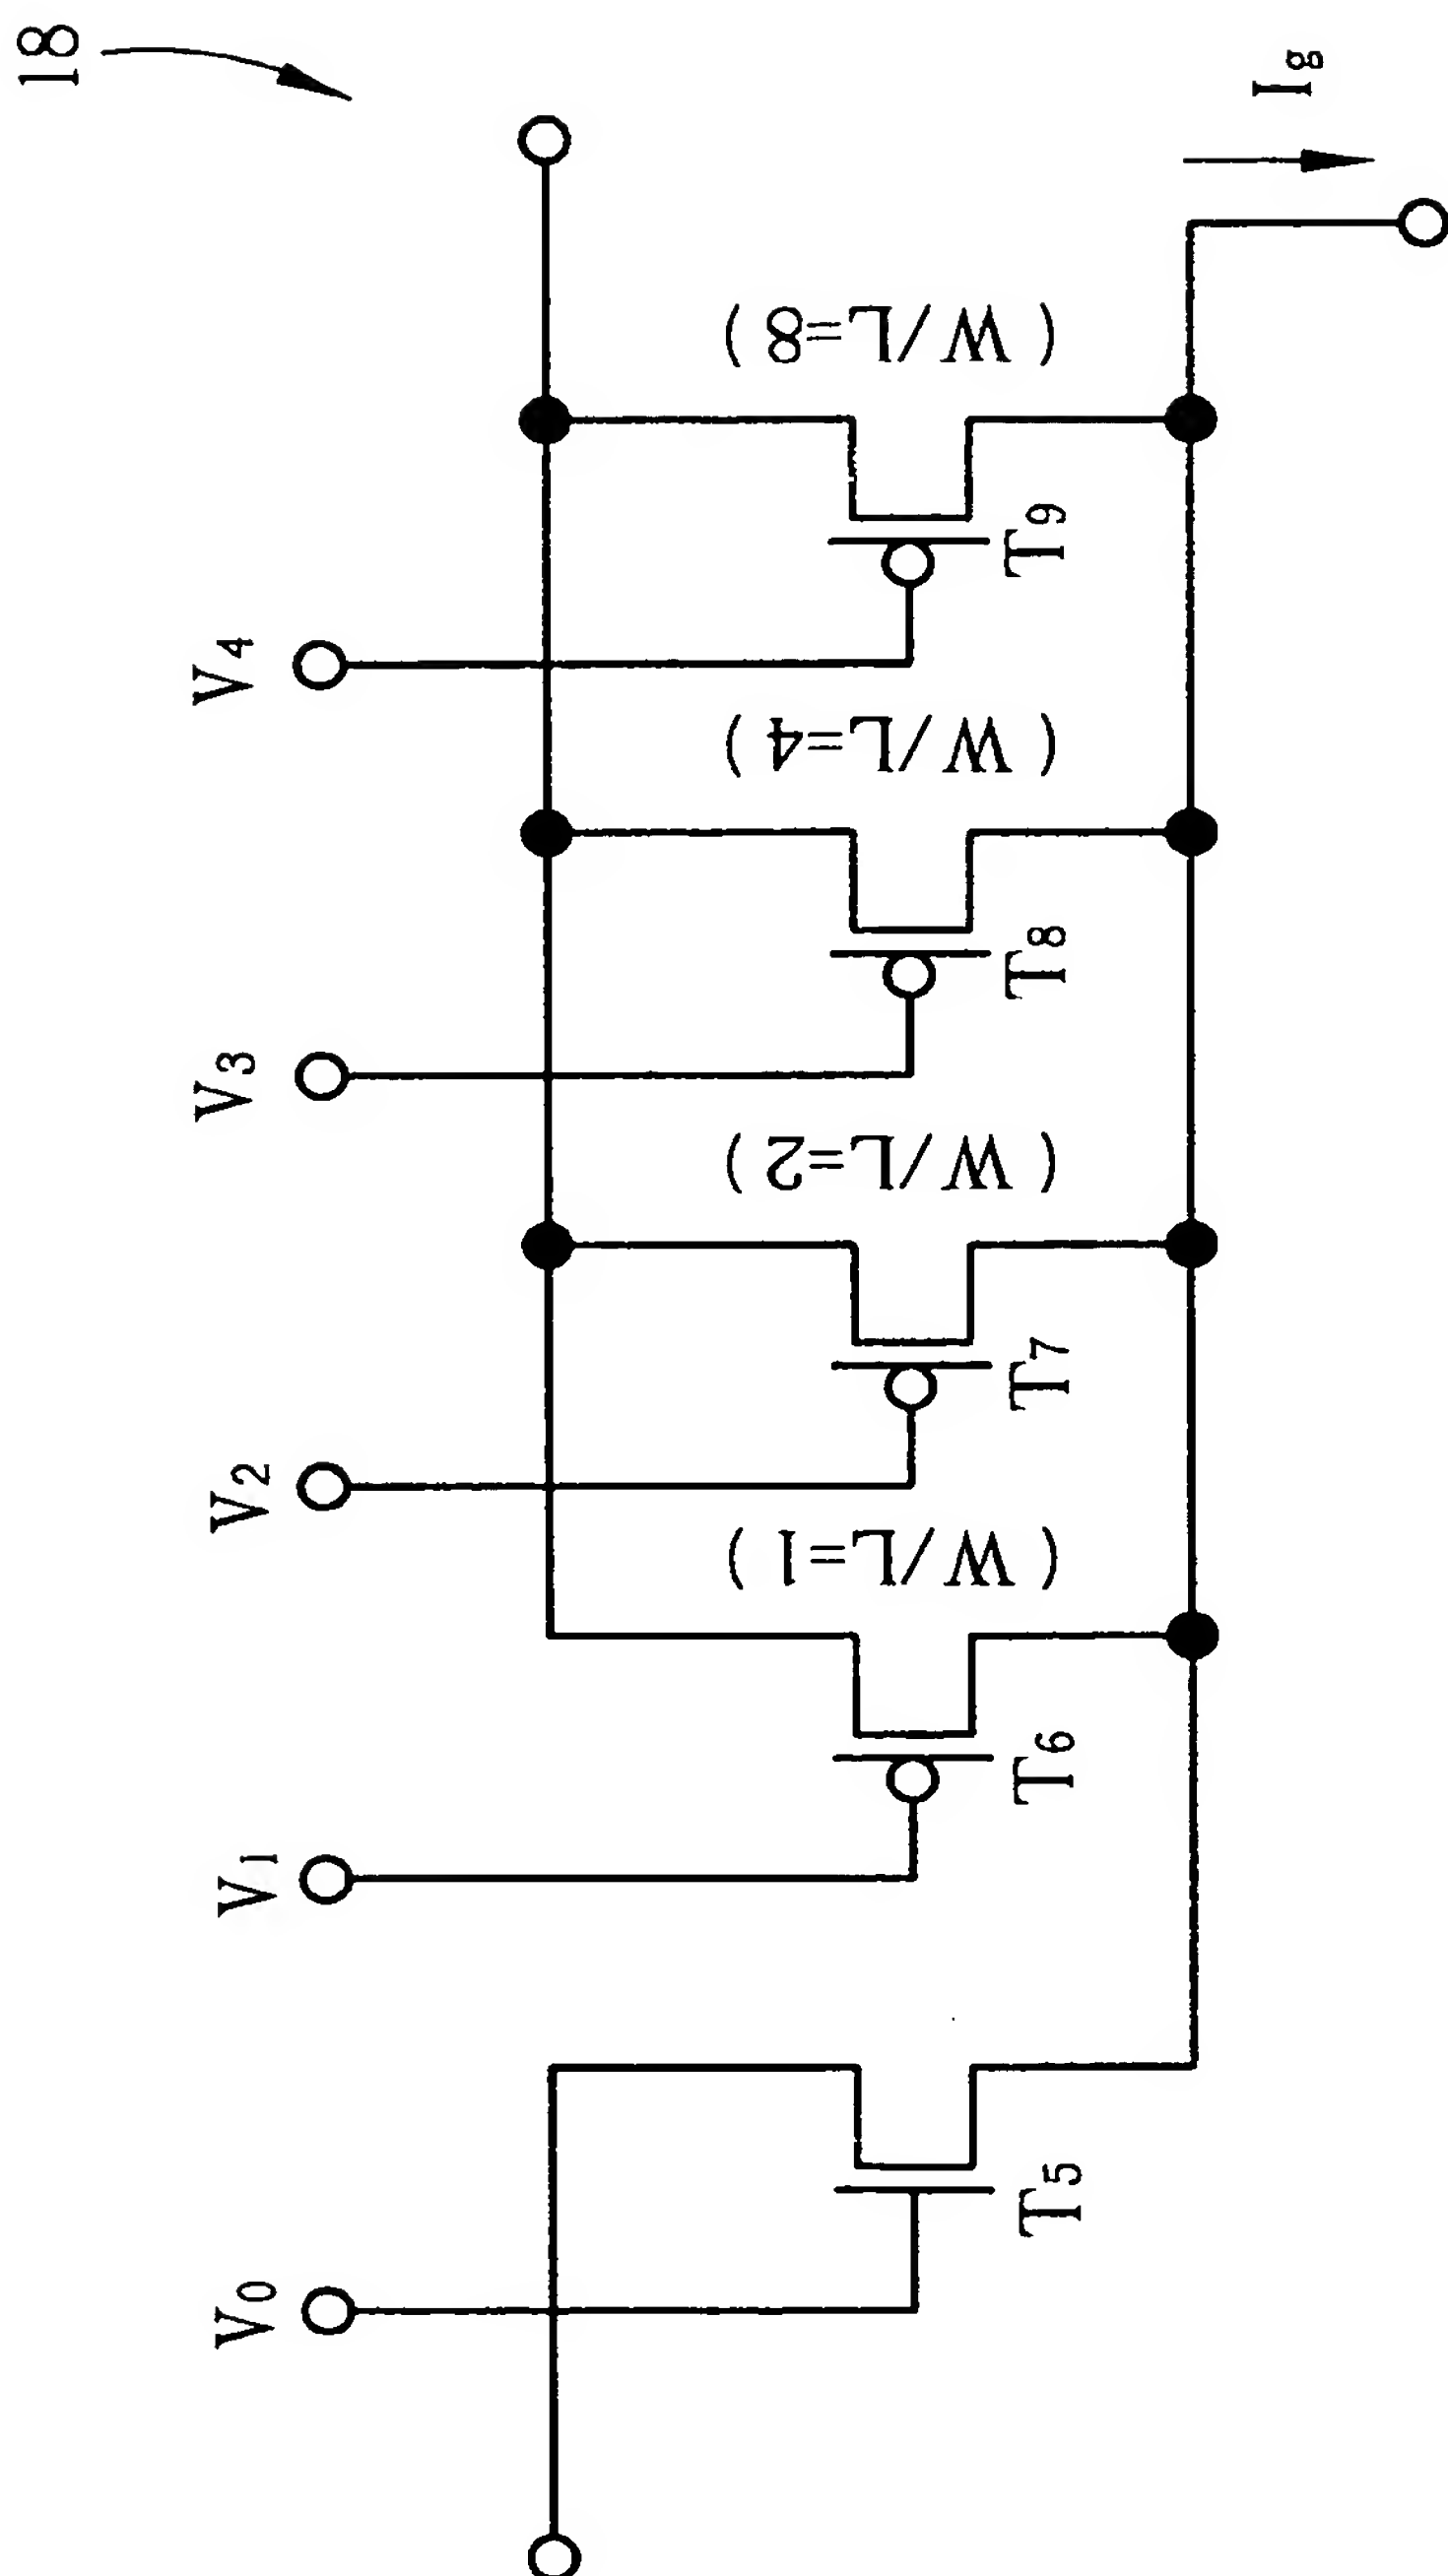 18
V0
V1
V2
V3
V4
(W/L=1)
(W/L=2)
(W/L=4)
(W/L=8)
T5
T6
T7
T8
T9
Ig